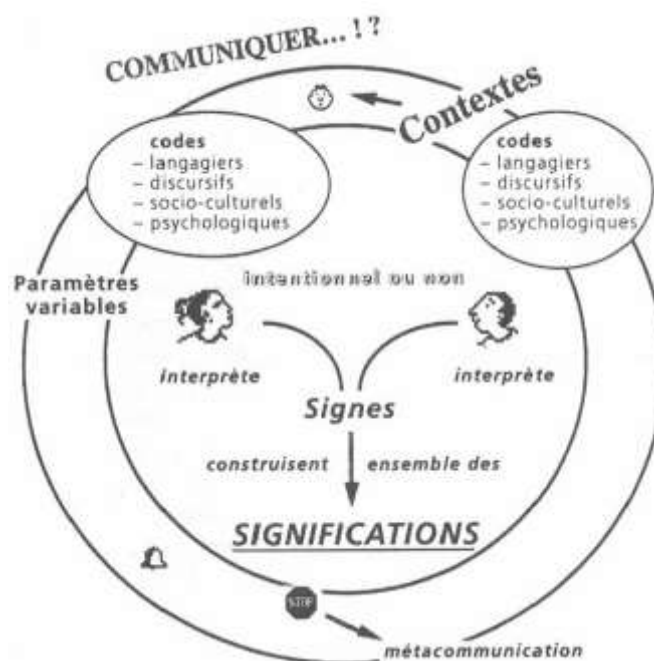 COMMUNIQUER...!?
Contextes
codes
– langagiers
– discursifs
– socio-culturels
– psychologiques
codes
– langagiers
– discursifs
– socio-culturels
– psychologiques
Paramètres
variables
intentionnel ou non
interprète
interprète
Signes
construisent
ensemble des
SIGNIFICATIONS
STOP
métacommunication